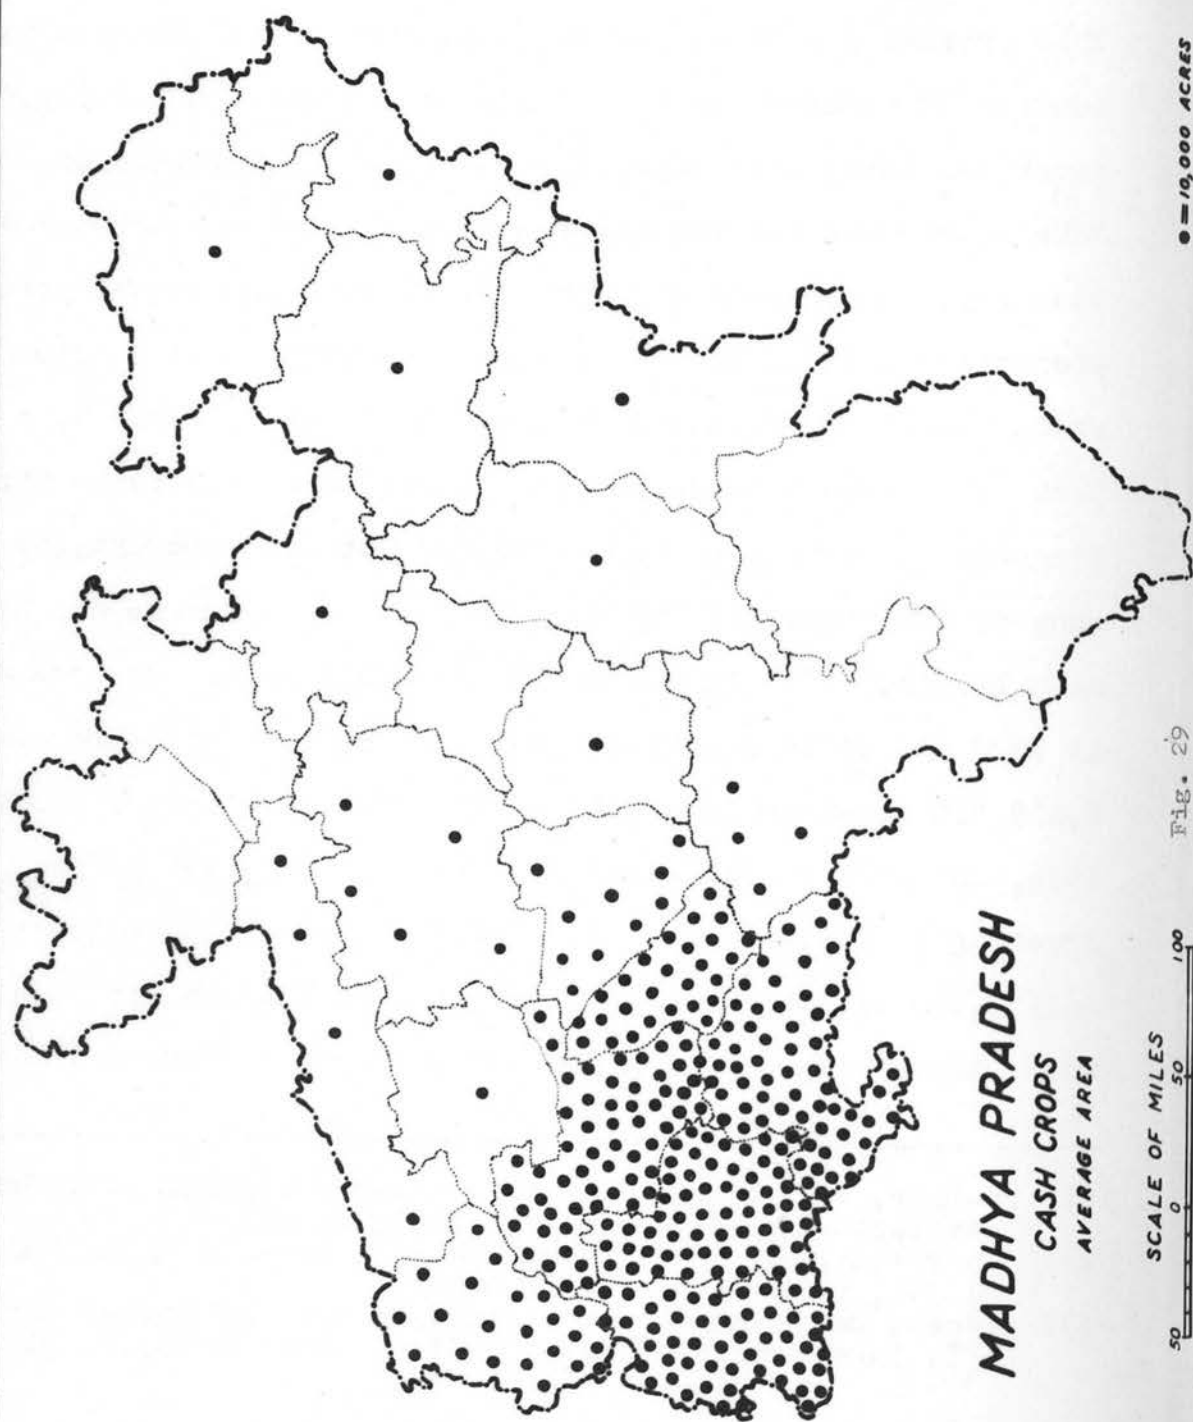 MADHYA PRADESH
CASH CROPS
AVERAGE AREA
SCALE OF MILES
50 0 50 100
Fig. 29
● = 10,000 ACRES